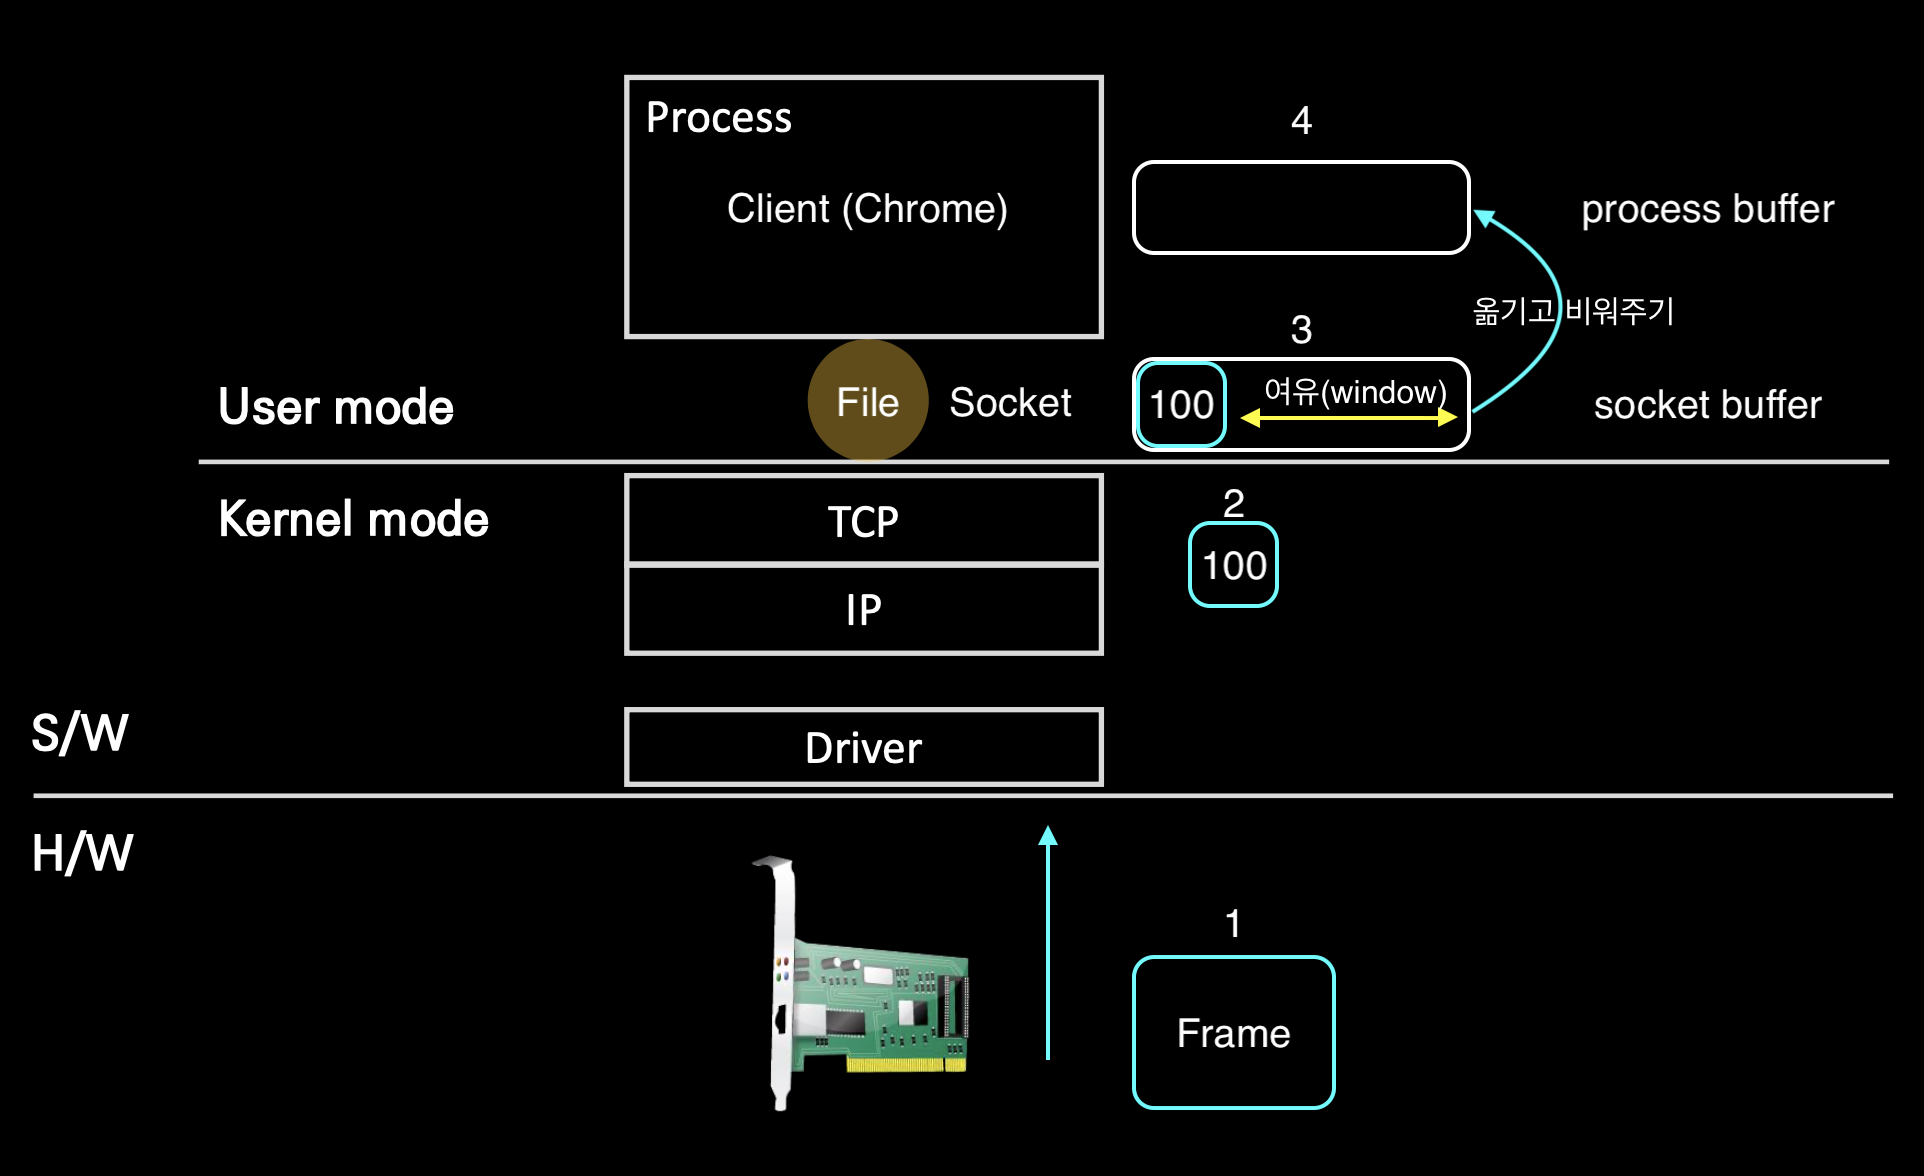 Process
Client (Chrome)
4
process buffer
옮기고 비워주기
3
User mode
File
Socket
100
여유(window)
socket buffer
Kernel mode
TCP
2
100
IP
S/W
Driver
H/W
1
Frame